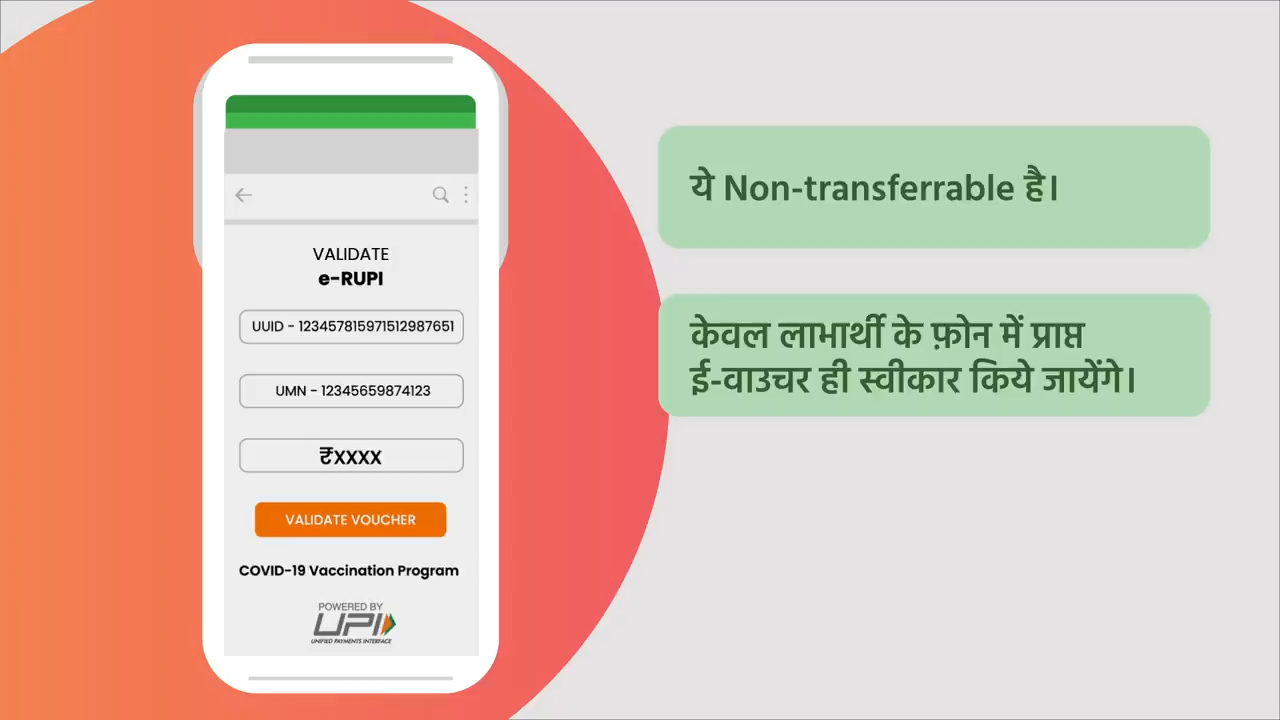 VALIDATE
e-RUPI
UUID - 123457815971512987651
UMN - 12345659874123
₹XXXX
VALIDATE VOUCHER
COVID-19 Vaccination Program
POWERED BY
UPI
UNIFIED PAYMENTS INTERFACE
ये Non-transferrable है।
केवल लाभार्थी के फ़ोन में प्राप्त
ई-वाउचर ही स्वीकार किये जायेंगे।